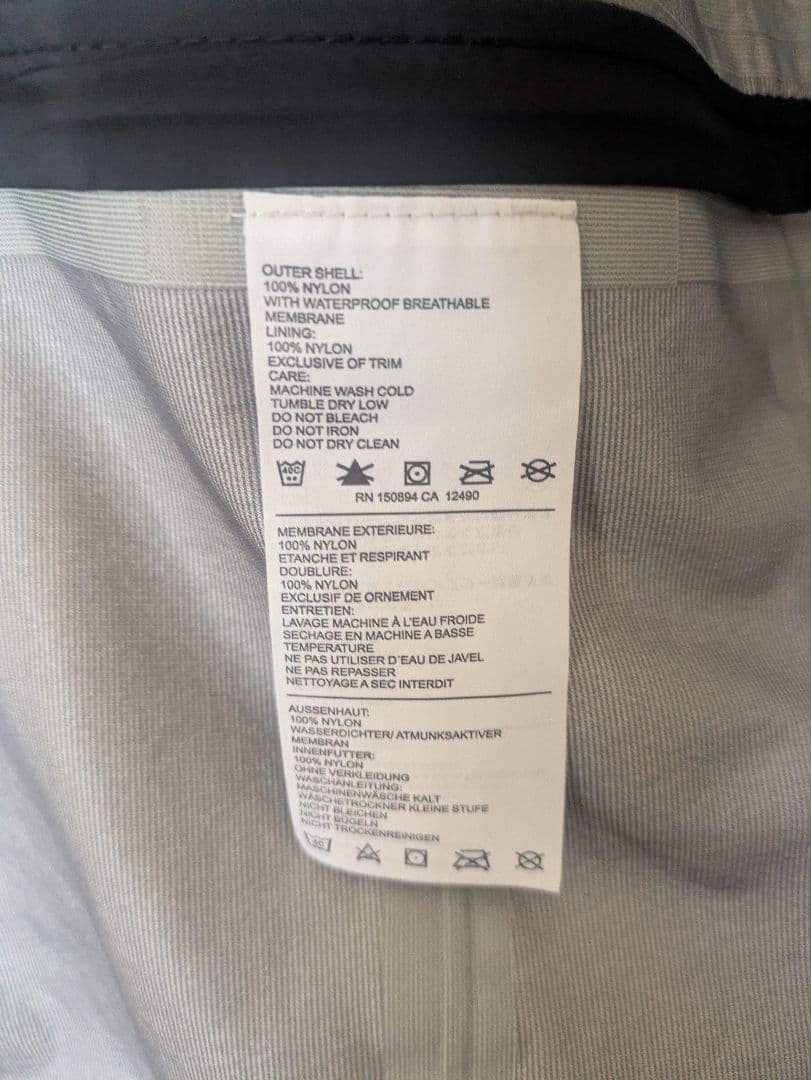 OUTER SHELL:
100% NYLON
WITH WATERPROOF BREATHABLE
MEMBRANE
LINING:
100% NYLON
EXCLUSIVE OF TRIM
CARE:
MACHINE WASH COLD
TUMBLE DRY LOW
DO NOT BLEACH
DO NOT IRON
DO NOT DRY CLEAN
40C
RN 150894 CA 12490
MEMBRANE EXTERIEURE:
100% NYLON
ETANCHE ET RESPIRANT
DOUBLURE:
100% NYLON
EXCLUSIF DE ORNEMENT
ENTRETIEN:
LAVAGE MACHINE À L'EAU FROIDE
SECHAGE EN MACHINE A BASSE
TEMPERATURE
NE PAS UTILISER D'EAU DE JAVEL
NE PAS REPASSER
NETTOYAGE A SEC INTERDIT
AUSSENHAUT:
100% NYLON
WASSERDICHTER/ ATMUNKSAKTIVER
MEMBRAN
INNENFUTTER:
100% NYLON
OHNE VERKLEIDUNG
WASCHANLEITUNG:
MASCHINENWÄSCHE KALT
WÄSCHETROCKNER KLEINE STUFE
NICHT BLEICHEN
NICHT BÜGELN
NICHT TROCKENREINIGEN
40